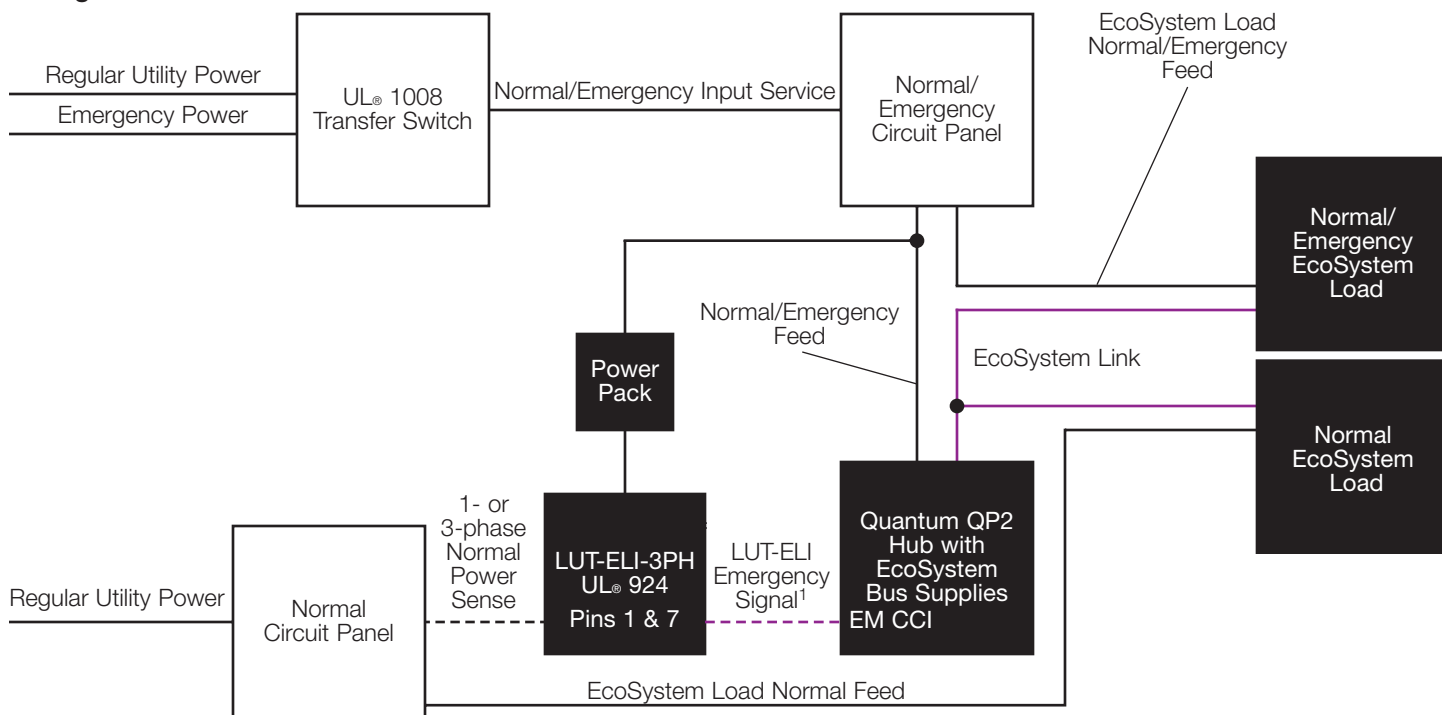 EcoSystem Load
Normal/Emergency
Feed
Regular Utility Power
Emergency Power
UL® 1008
Transfer Switch
Normal/Emergency Input Service
Normal/
Emergency
Circuit Panel
Normal/
Emergency
EcoSystem
Load
Normal/Emergency
Feed
EcoSystem Link
Power
Pack
Normal
EcoSystem
Load
1- or
3-phase
Normal
Power
Sense
LUT-ELI-3PH
UL® 924
Pins 1 & 7
LUT-ELI
Emergency
Signal1
Quantum QP2
Hub with
EcoSystem
Bus Supplies
EM CCI
Regular Utility Power
Normal
Circuit Panel
EcoSystem Load Normal Feed